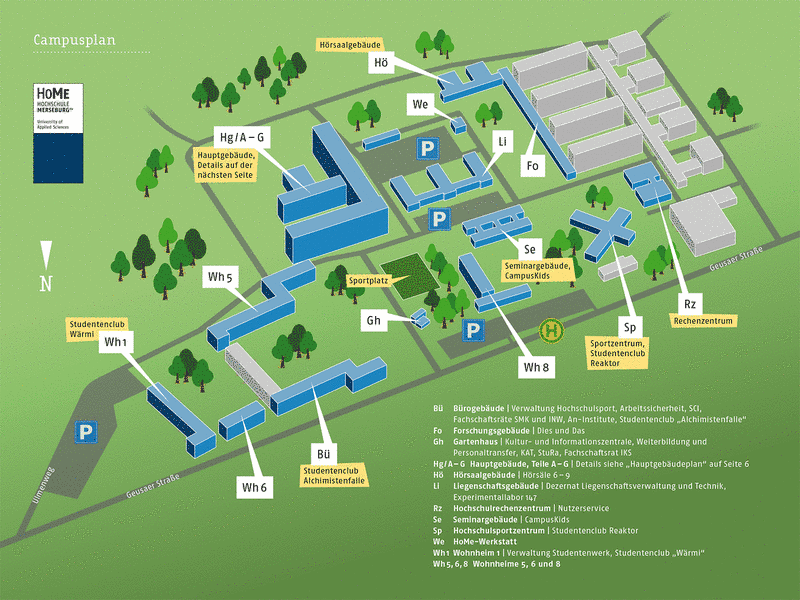 Campusplan
HoMe
HOCHSCHULE
MERSEBURG
University of
Applied Sciences
N
Hörsaalgebäude
Hö
We
Hg/A – G
Hauptgebäude,
Details auf der
nächsten Seite
P
Li
Fo
P
Se
Seminargebäude,
CampusKids
Geusaer Straße
Wh 5
Sportplatz
Rz
Rechenzentrum
Studentenclub
Wärmi
Wh 1
Gh
P
H
Sp
Sportzentrum,
Studentenclub
Reaktor
Wh 8
P
Bü
Studentenclub
Alchimistenfalle
Wh 6
Ulmenweg
Geusaer Straße
Bü Bürogebäude | Verwaltung Hochschulsport, Arbeitssicherheit, SCI,
Fachschaftsräte SMK und INW, An-Institute, Studentenclub „Alchimistenfalle“
Fo Forschungsgebäude | Dies und Das
Gh Gartenhaus | Kultur- und Informationszentrale, Weiterbildung und
Personaltransfer, KAT, StuRa, Fachschaftsrat IKS
Hg/A – G Hauptgebäude, Teile A – G | Details siehe „Hauptgebäudeplan“ auf Seite 6
Hö Hörsaalgebäude | Hörsäle 6 – 9
Li Liegenschaftsgebäude | Dezernat Liegenschaftsverwaltung und Technik,
Experimentallabor 147
Rz Hochschulrechenzentrum | Nutzerservice
Se Seminargebäude | CampusKids
Sp Hochschulsportzentrum | Studentenclub Reaktor
We HoMe-Werkstatt
Wh1 Wohnheim 1 | Verwaltung Studentenwerk, Studentenclub „Wärmi“
Wh 5, 6, 8 Wohnheime 5, 6 und 8